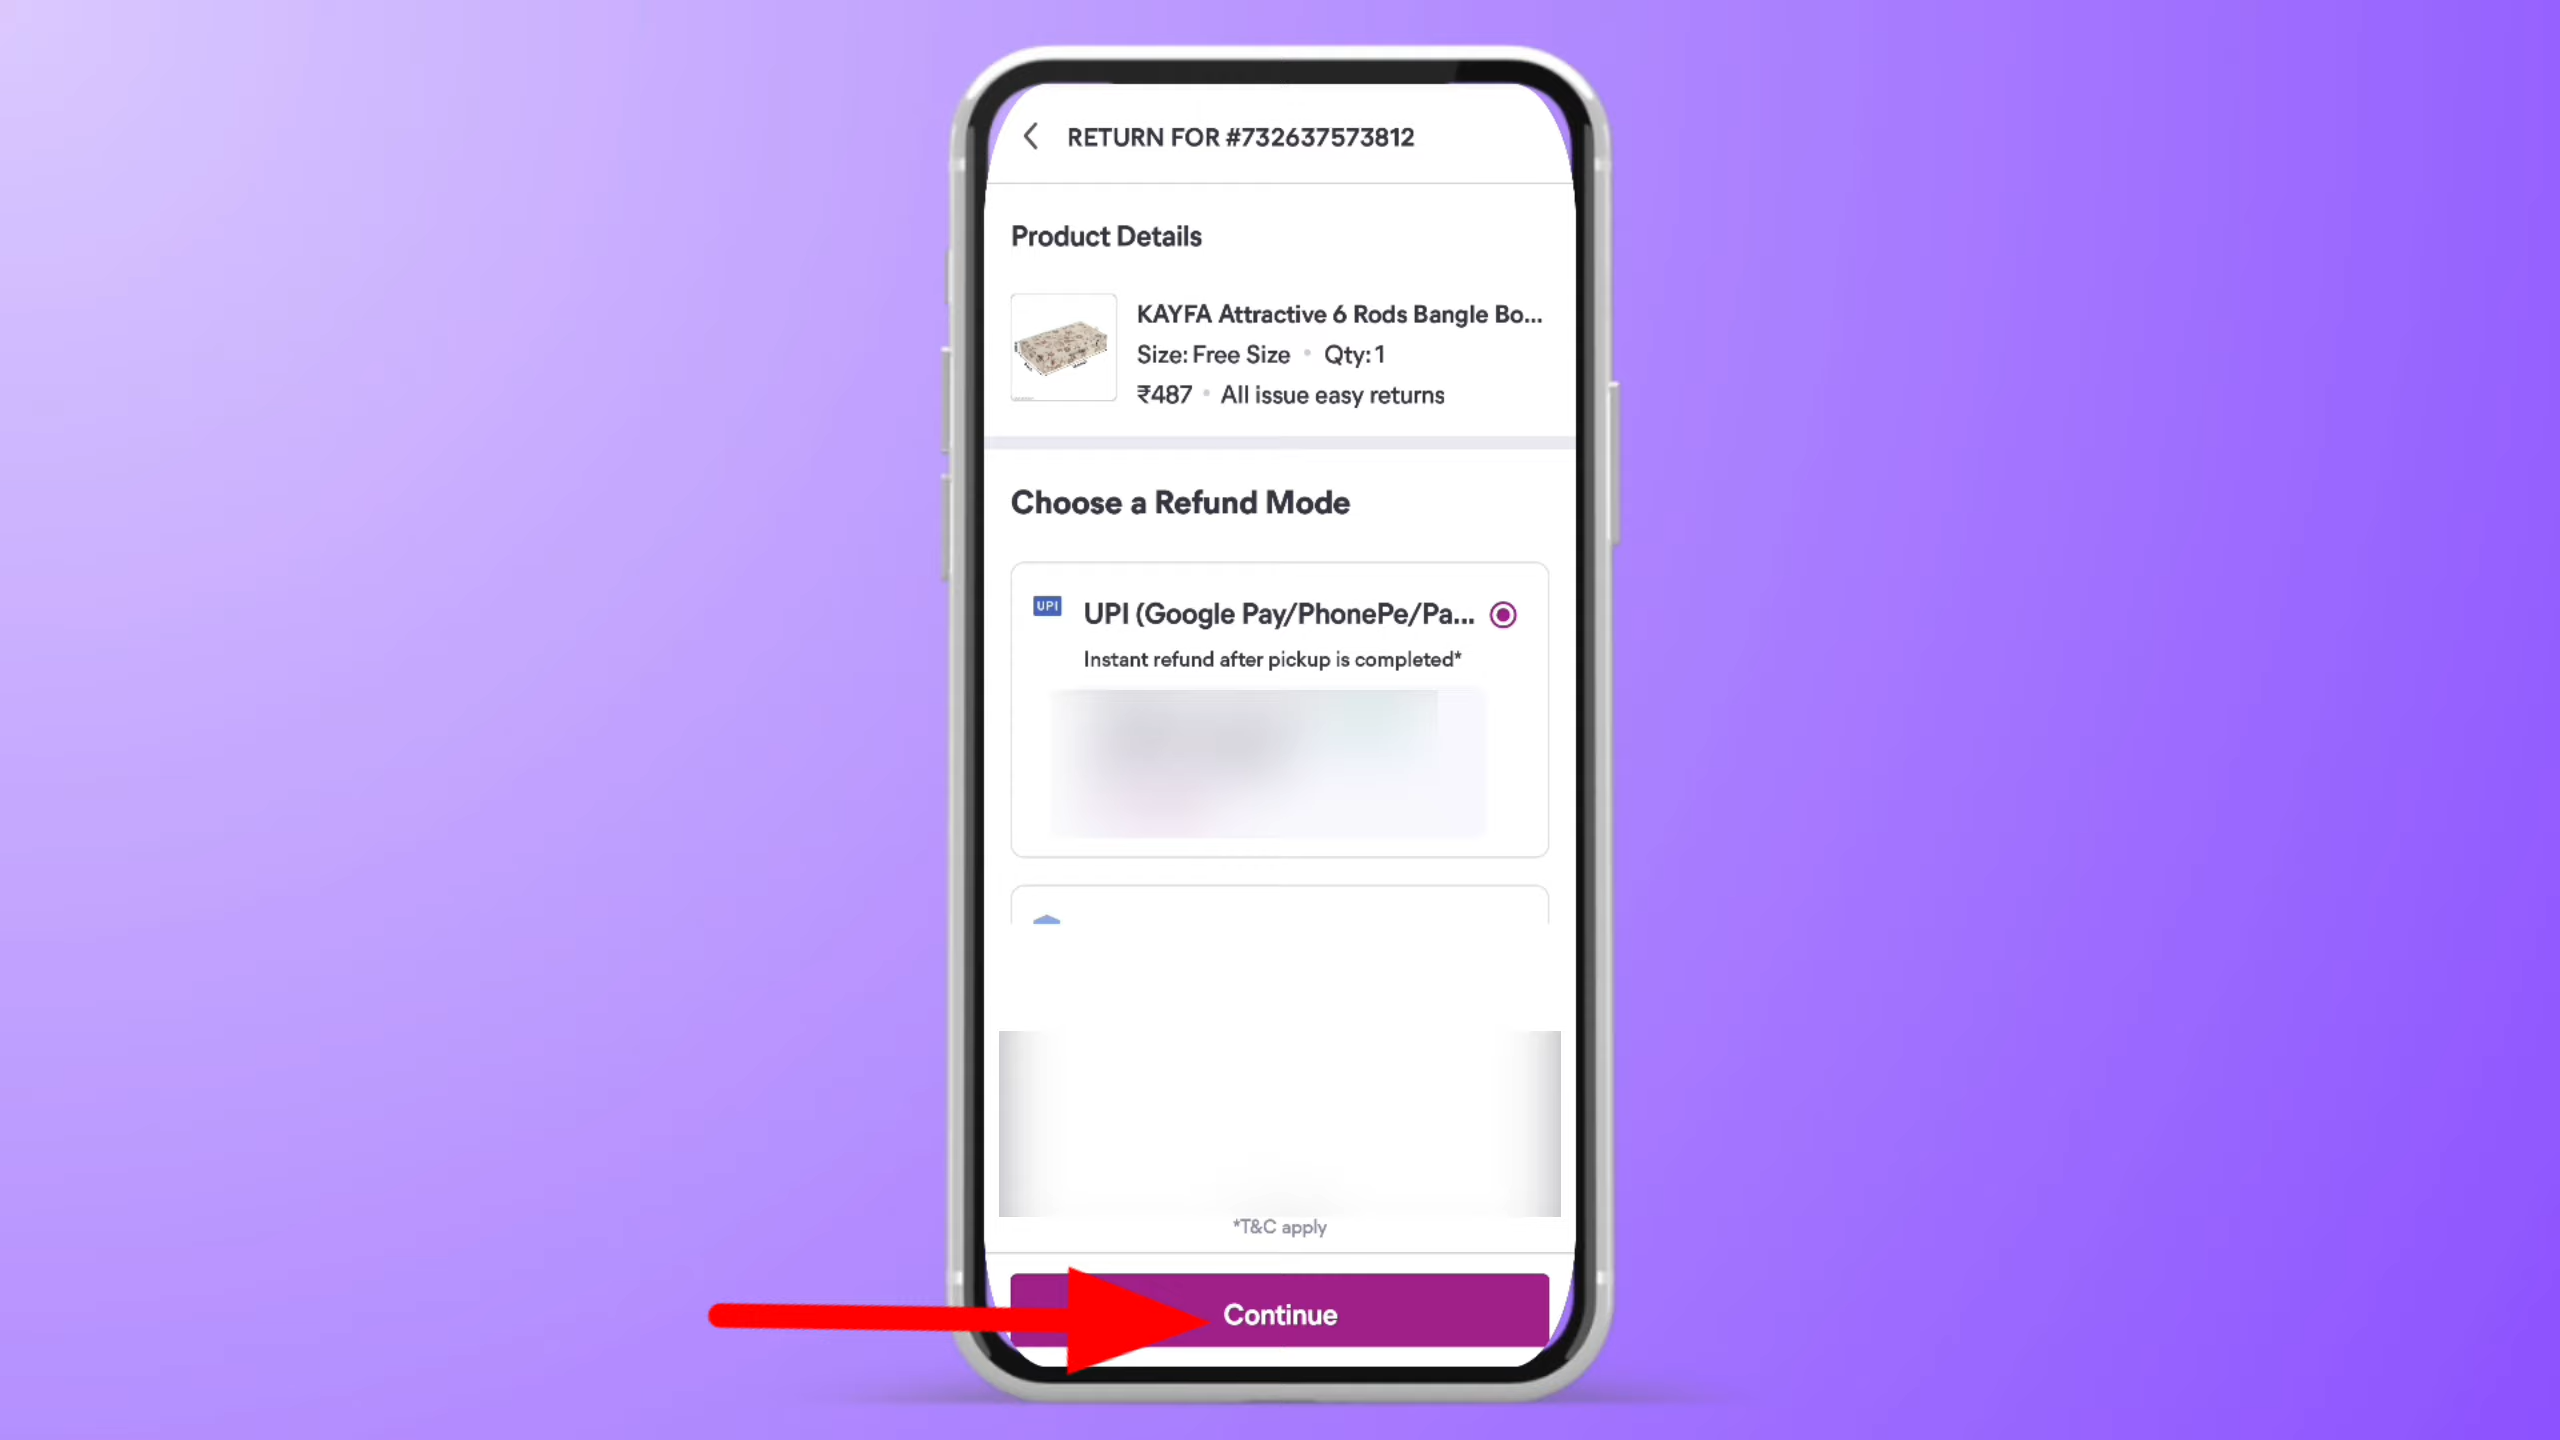 RETURN FOR #732637573812
Product Details
KAYFA Attractive 6 Rods Bangle Bo...
Size: Free Size • Qty: 1
₹487 • All issue easy returns
Choose a Refund Mode
UPI
UPI (Google Pay/PhonePe/Pa...
Instant refund after pickup is completed*
*T&C apply
Continue